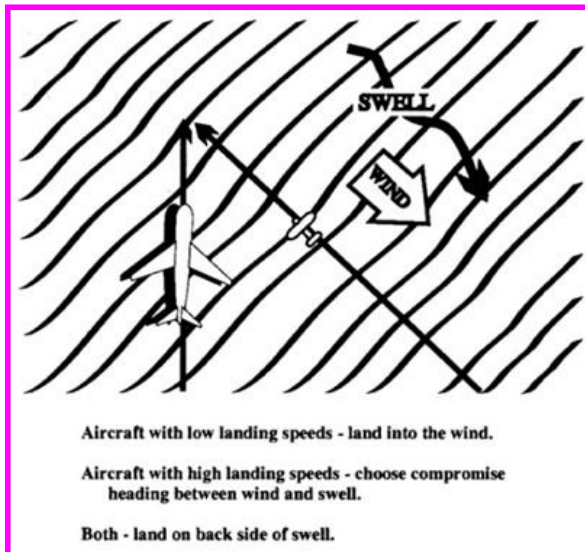 SWELL
WIND
Aircraft with low landing speeds - land into the wind.
Aircraft with high landing speeds - choose compromise
heading between wind and swell.
Both - land on back side of swell.